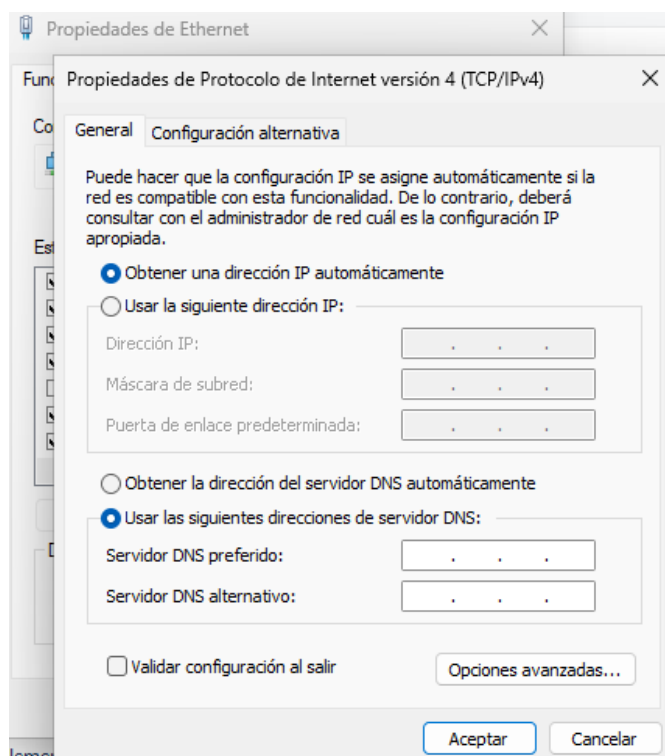 Propiedades de Ethernet
Propiedades de Protocolo de Internet versión 4 (TCP/IPv4)
General
Configuración alternativa
Puede hacer que la configuración IP se asigne automáticamente si la
red es compatible con esta funcionalidad. De lo contrario, deberá
consultar con el administrador de red cuál es la configuración IP
apropiada.
Obtener una dirección IP automáticamente
Usar la siguiente dirección IP:
Dirección IP:
Máscara de subred:
Puerta de enlace predeterminada:
Obtener la dirección del servidor DNS automáticamente
Usar las siguientes direcciones de servidor DNS:
Servidor DNS preferido:
Servidor DNS alternativo:
Validar configuración al salir
Opciones avanzadas...
Aceptar
Cancelar